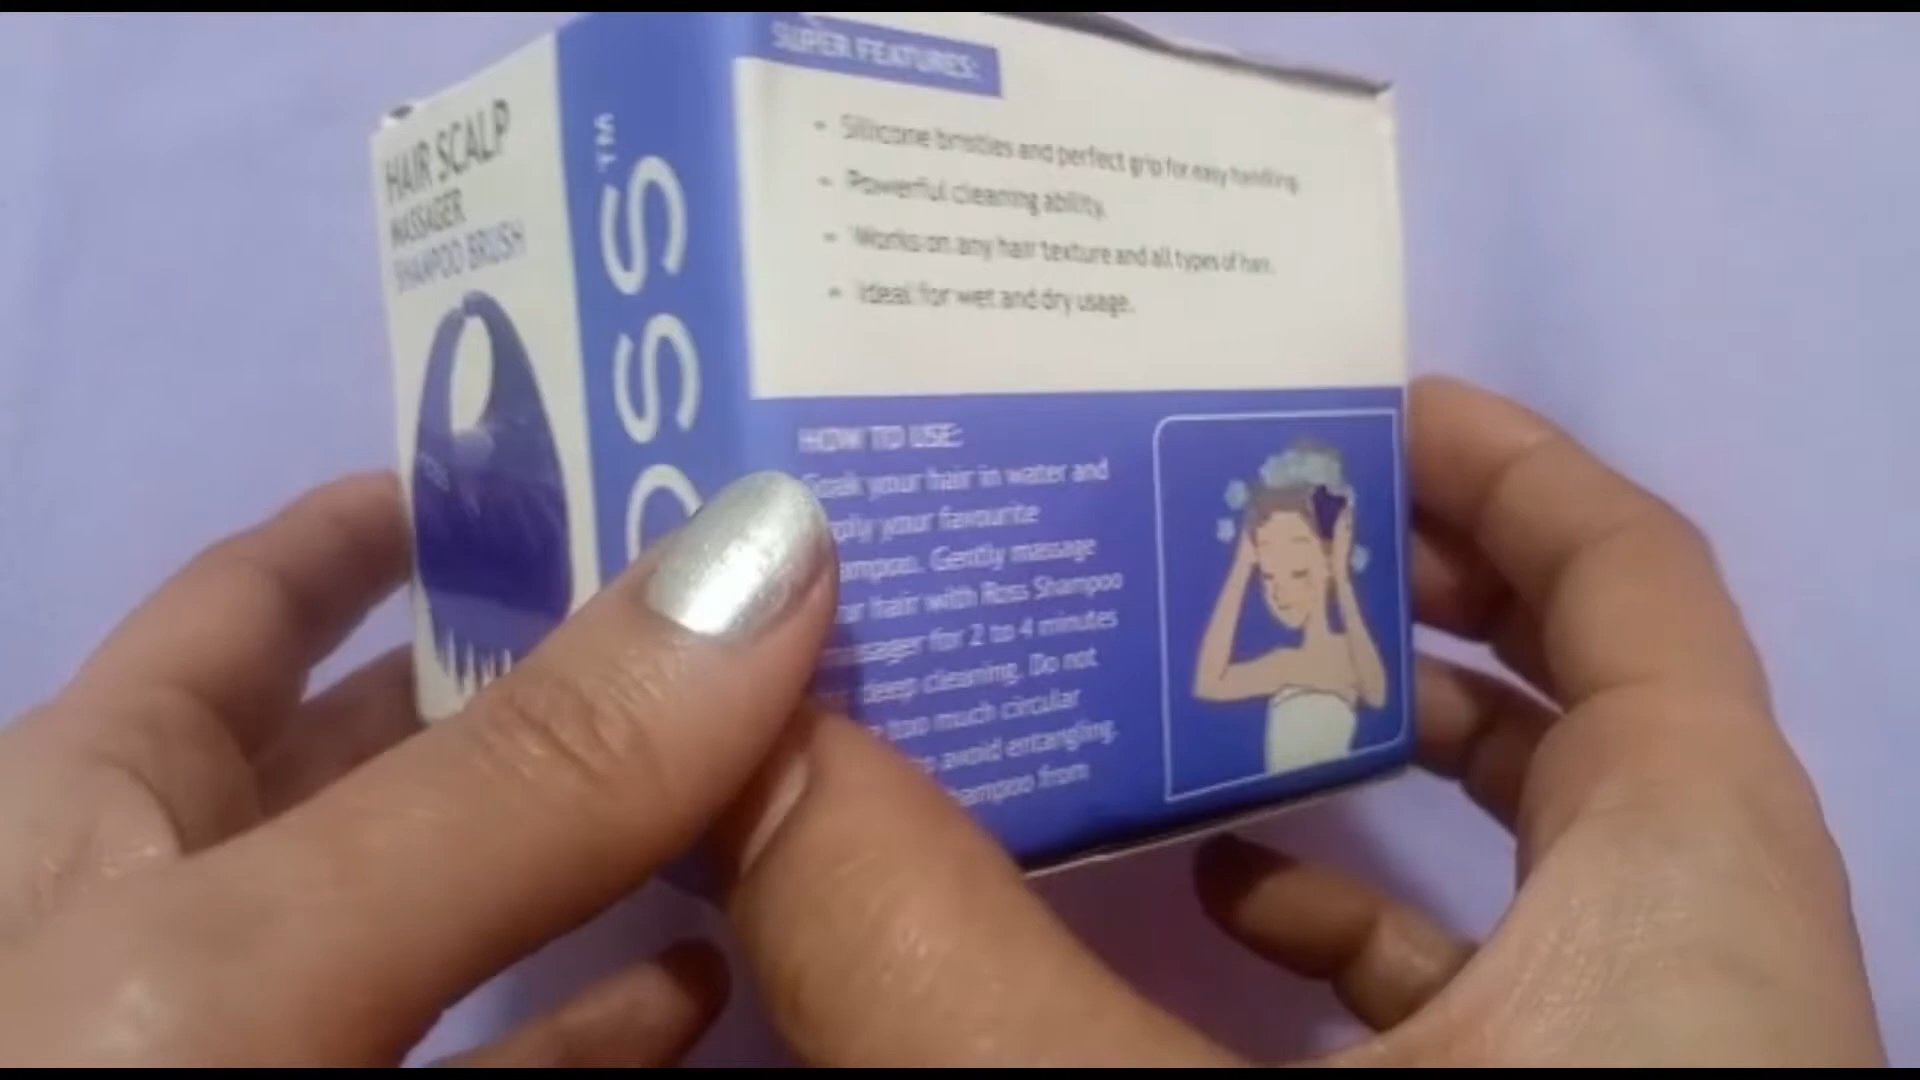 HAIR SCALP
MASSAGER
SHAMPOO BRUSH
OSS™
SUPER FEATURES:
- Sillicone bristles and perfect grip for easy handling.
- Powerful cleaning ability.
- Works on any hair texture and all types of hair.
- Ideal for wet and dry usage.
HOW TO USE:
Soak your hair in water and
your favourite
Gently massage
hair with Ross Shampoo
for 2 to 4 minutes
deep cleaning. Do not
too much circular
avoid entangling.
from